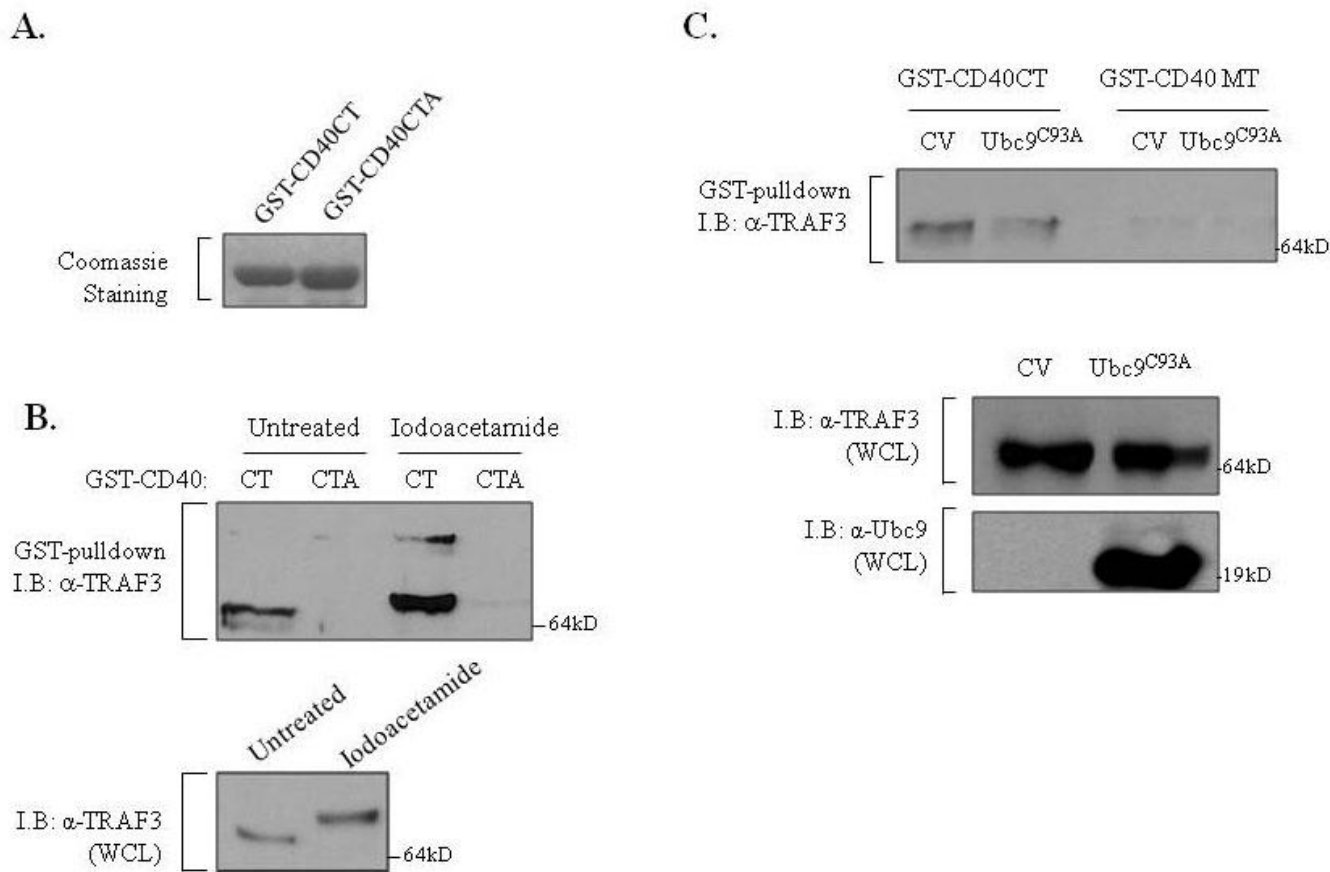 A.
GST-CD40CT
GST-CD40CTA
Coomassie
Staining
B.
Untreated Iodoacetamide
GST-CD40: CT CTA CT CTA
GST-pulldown
I.B: α-TRAF3
64kD
Untreated
Iodoacetamide
I.B: α-TRAF3
(WCL)
64kD
C.
GST-CD40CT GST-CD40 MT
CV Ubc9C93A CV Ubc9C93A
GST-pulldown
I.B: α-TRAF3
64kD
CV Ubc9C93A
I.B: α-TRAF3
(WCL)
64kD
I.B: α-Ubc9
(WCL)
19kD